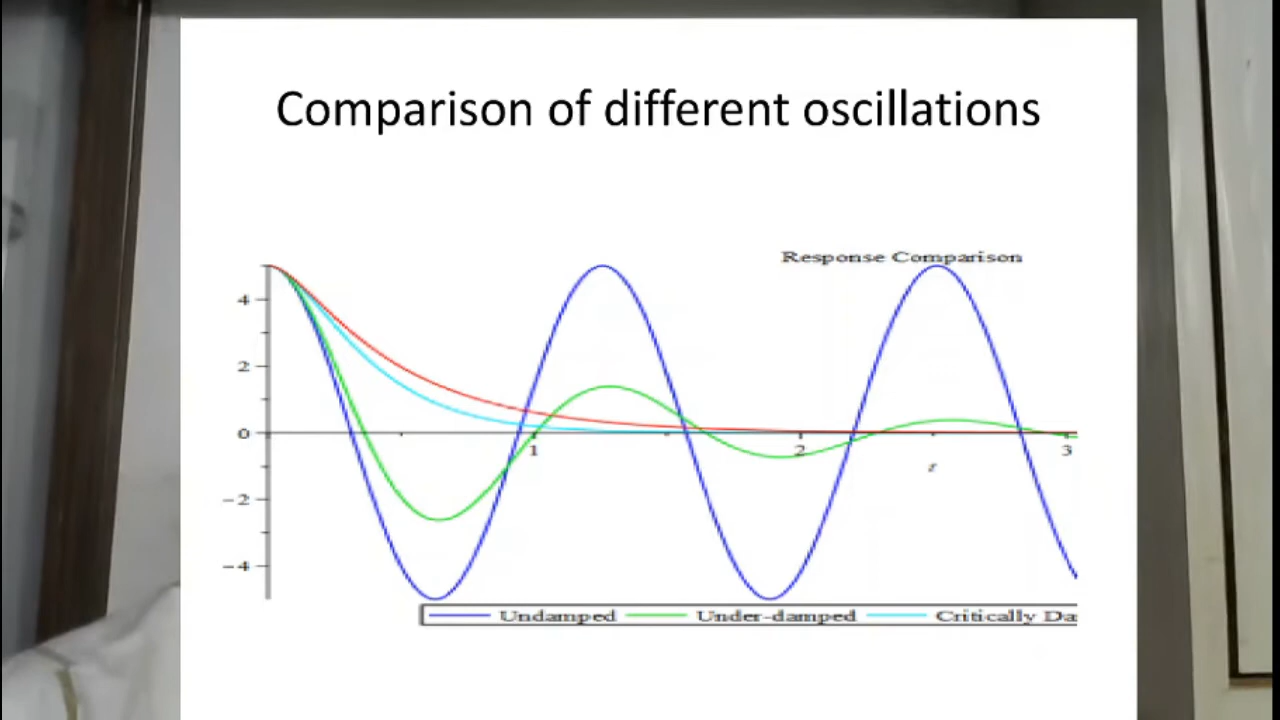 Comparison of different oscillations
Response Comparison
4
2
0
-2
-4
1
2
3
t
Undamped Under-damped Critically Da